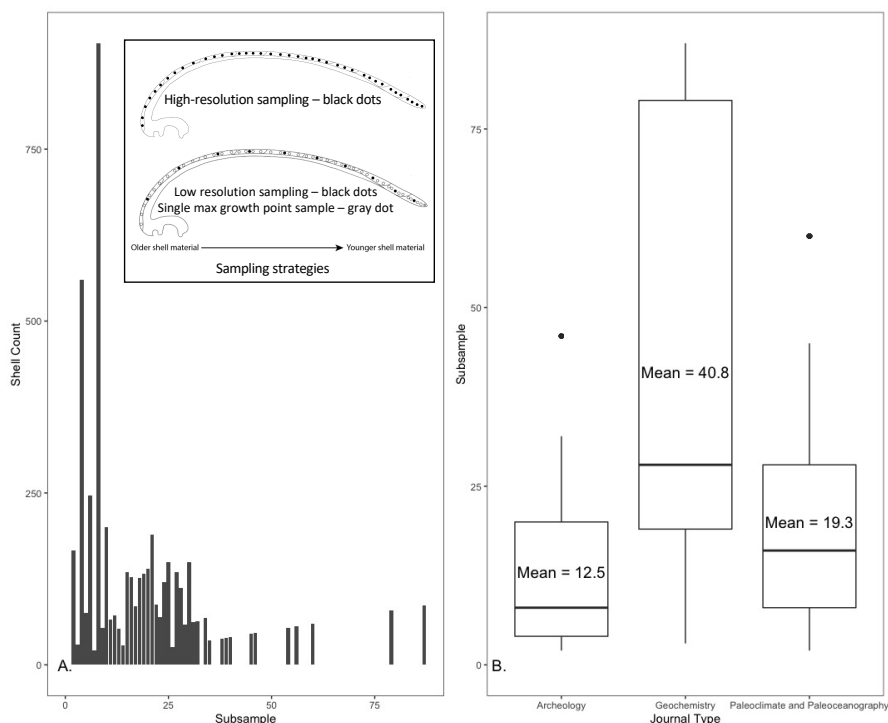 High-resolution sampling – black dots
Low resolution sampling – black dots
Single max growth point sample – gray dot
Older shell material
Younger shell material
Sampling strategies
750
500
250
0
Shell Count
A.
0
25
50
75
Subsample
75
50
25
0
Subsample
Mean = 40.8
Mean = 19.3
Mean = 12.5
B.
Archeology
Geochemistry
Paleoclimate and Paleoceanography
Journal Type